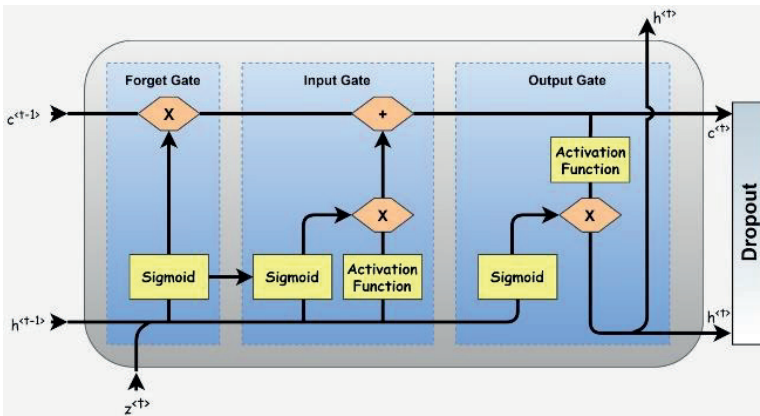 h<t>
Forget Gate
Input Gate
Output Gate
c<t-1>
X
+
c<t>
Activation
Function
X
X
Sigmoid
Sigmoid
Activation
Function
Sigmoid
Dropout
h<t-1>
h<t>
z<t>